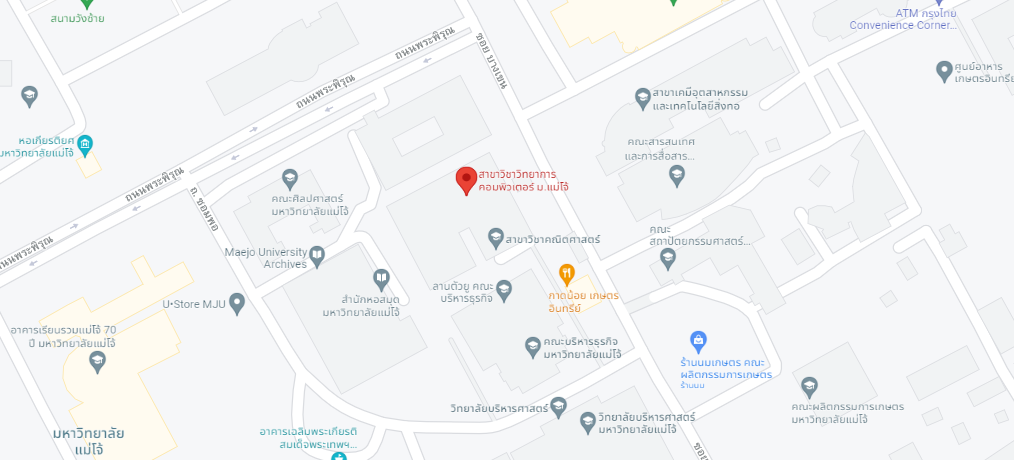 สนามวังซ้าย
ATM กรุงไทย
Convenience Corner...
ถนนพระพิรุณ
ซอย บางเขน
ศูนย์อาหาร
เกษตรอินทรีย์
ถนนพระพิรุณ
สาขาเคมีอุตสาหกรรม
และเทคโนโลยีสิ่งทอ
หอเกียรติยศ
มหาวิทยาลัยแม่โจ้
คณะสารสนเทศ
และการสื่อสาร...
สาขาวิชาวิทยาการ
คอมพิวเตอร์ ม.แม่โจ้
ถนนพระพิรุณ
คณะศิลปศาสตร์
มหาวิทยาลัยแม่โจ้
ถ. ชอมพอ
คณะ
สถาปัตยกรรมศาสตร์...
สาขาวิชาคณิตศาสตร์
ถนนพระพิรุณ
Maejo University
Archives
ลานตัวยู คณะ
บริหารธุรกิจ
กาดน้อย เกษตร
อินทรีย์
สำนักหอสมุด
มหาวิทยาลัยแม่โจ้
U•Store MJU
อาคารเรียนรวมแม่โจ้ 70
ปี มหาวิทยาลัยแม่โจ้
คณะบริหารธุรกิจ
มหาวิทยาลัยแม่โจ้
ร้านนมเกษตร คณะ
ผลิตกรรมการเกษตร
ร้านนม
วิทยาลัยบริหารศาสตร์
วิทยาลัยบริหารศาสตร์
มหาวิทยาลัยแม่โจ้
คณะผลิตกรรมการเกษตร
มหาวิทยาลัยแม่โจ้
มหาวิทยาลัย
แม่โจ้
อาคารเฉลิมพระเกียรติ
สมเด็จพระเทพฯ...
ซอย